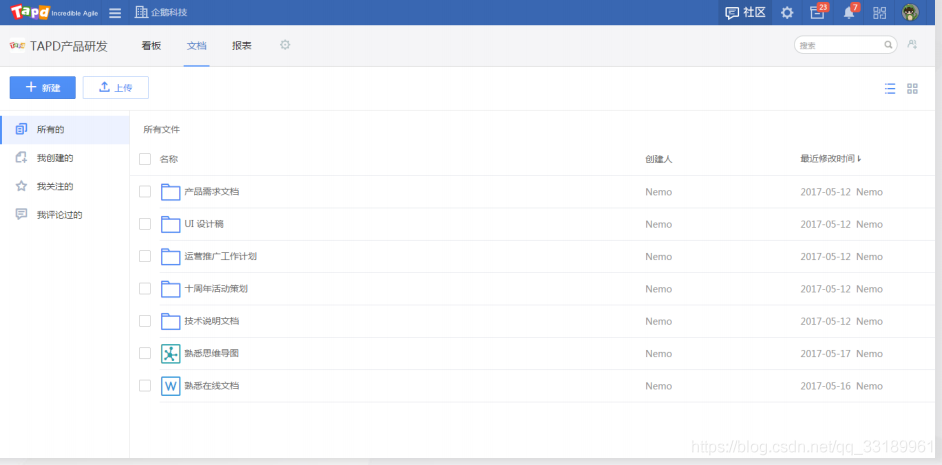 Tapd Incredible Agile 企鹅科技 社区 23 7
TAPD产品研发 看板 文档 报表 搜索
新建 上传
所有的 所有文件
我创建的 名称 创建人 最近修改时间
我关注的 产品需求文档 Nemo 2017-05-12 Nemo
我评论过的 UI 设计稿 Nemo 2017-05-12 Nemo
运营推广工作计划 Nemo 2017-05-12 Nemo
十周年活动策划 Nemo 2017-05-12 Nemo
技术说明文档 Nemo 2017-05-12 Nemo
熟悉思维导图 Nemo 2017-05-17 Nemo
W 熟悉在线文档 Nemo 2017-05-16 Nemo
https://blog.csdn.net/qq_33189961